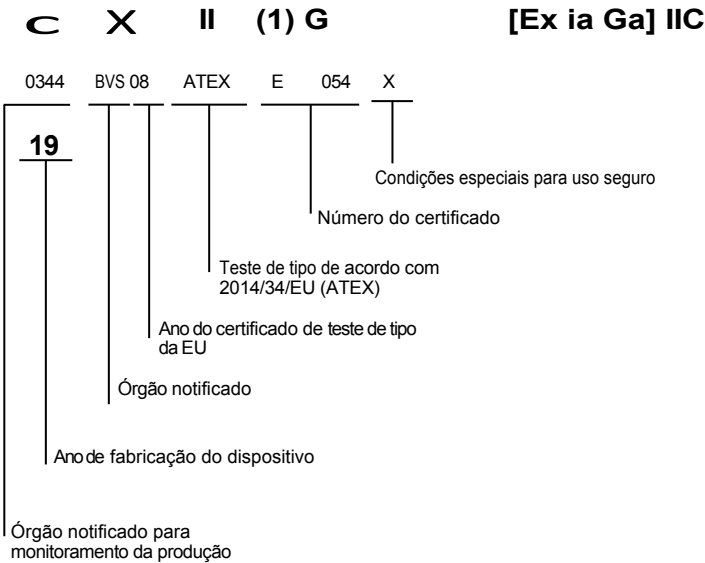 c X II (1) G [Ex ia Ga] IIC
0344 BVS 08 ATEX E 054 X
19
Condições especiais para uso seguro
Número do certificado
Teste de tipo de acordo com
2014/34/EU (ATEX)
Ano do certificado de teste de tipo
da EU
Órgão notificado
Ano de fabricação do dispositivo
Órgão notificado para
monitoramento da produção